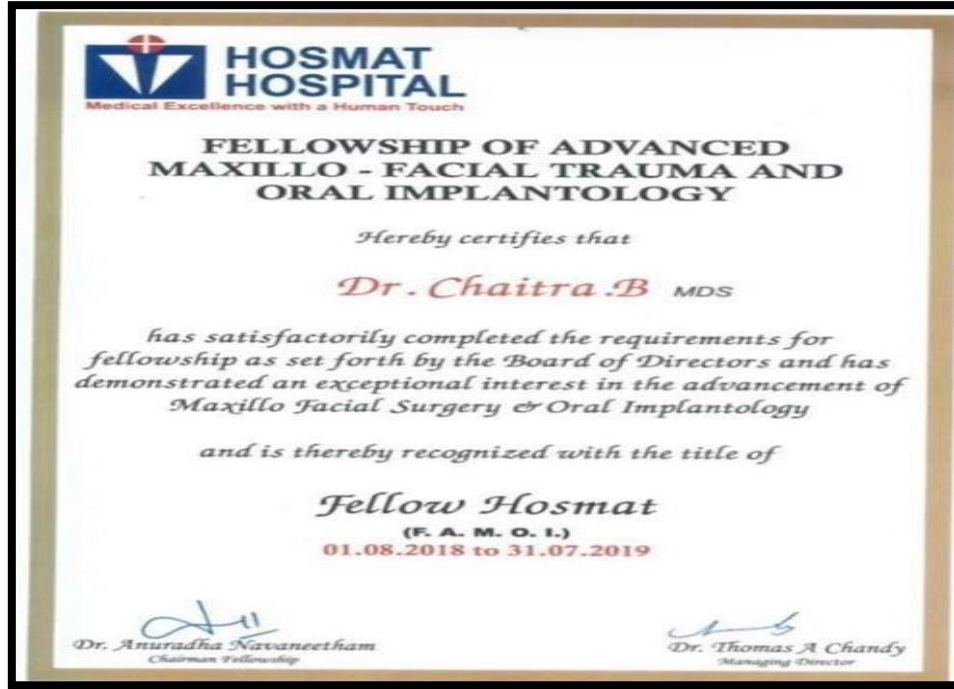 HOSMAT
HOSPITAL
Medical Excellence with a Human Touch
FELLOWSHIP OF ADVANCED
MAXILLO - FACIAL TRAUMA AND
ORAL IMPLANTOLOGY
Hereby certifies that
Dr. Chaitra .B MDS
has satisfactorily completed the requirements for
fellowship as set forth by the Board of Directors and has
demonstrated an exceptional interest in the advancement of
Maxillo Facial Surgery & Oral Implantology
and is thereby recognized with the title of
Fellow Hosmat
(F. A. M. O. I.)
01.08.2018 to 31.07.2019
Dr. Anuradha Navaneetham
Chairman Fellowship
Dr. Thomas A Chandy
Managing Director